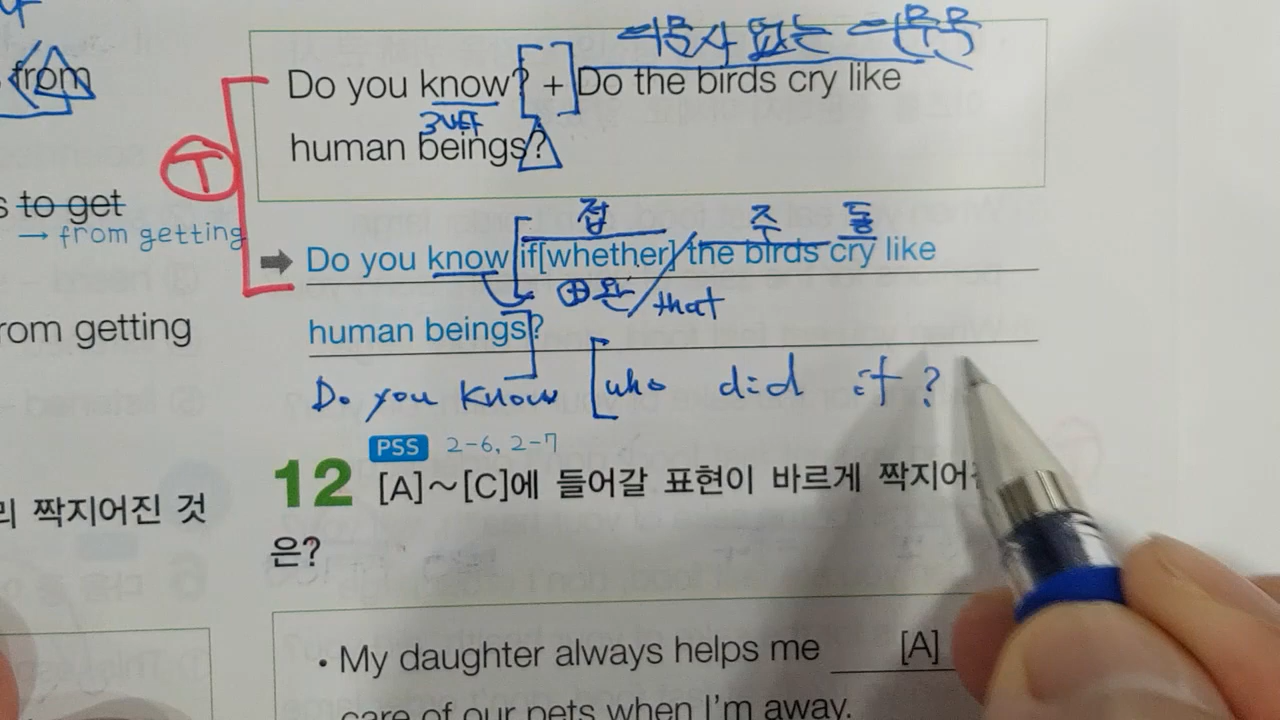 from
의문사 없는 의문문
Do you know? + Do the birds cry like
3형식
human beings?
T
s to get
→ from getting
접 주 동
Do you know if[whether] the birds cry like
+완 / that
rom getting
human beings?
Do you know [who did it?
PSS 2-6, 2-7
12 [A]~[C]에 들어갈 표현이 바르게 짝지어
은?
리 짝지어진 것
• My daughter always helps me [A]
care of our pets when I'm away.